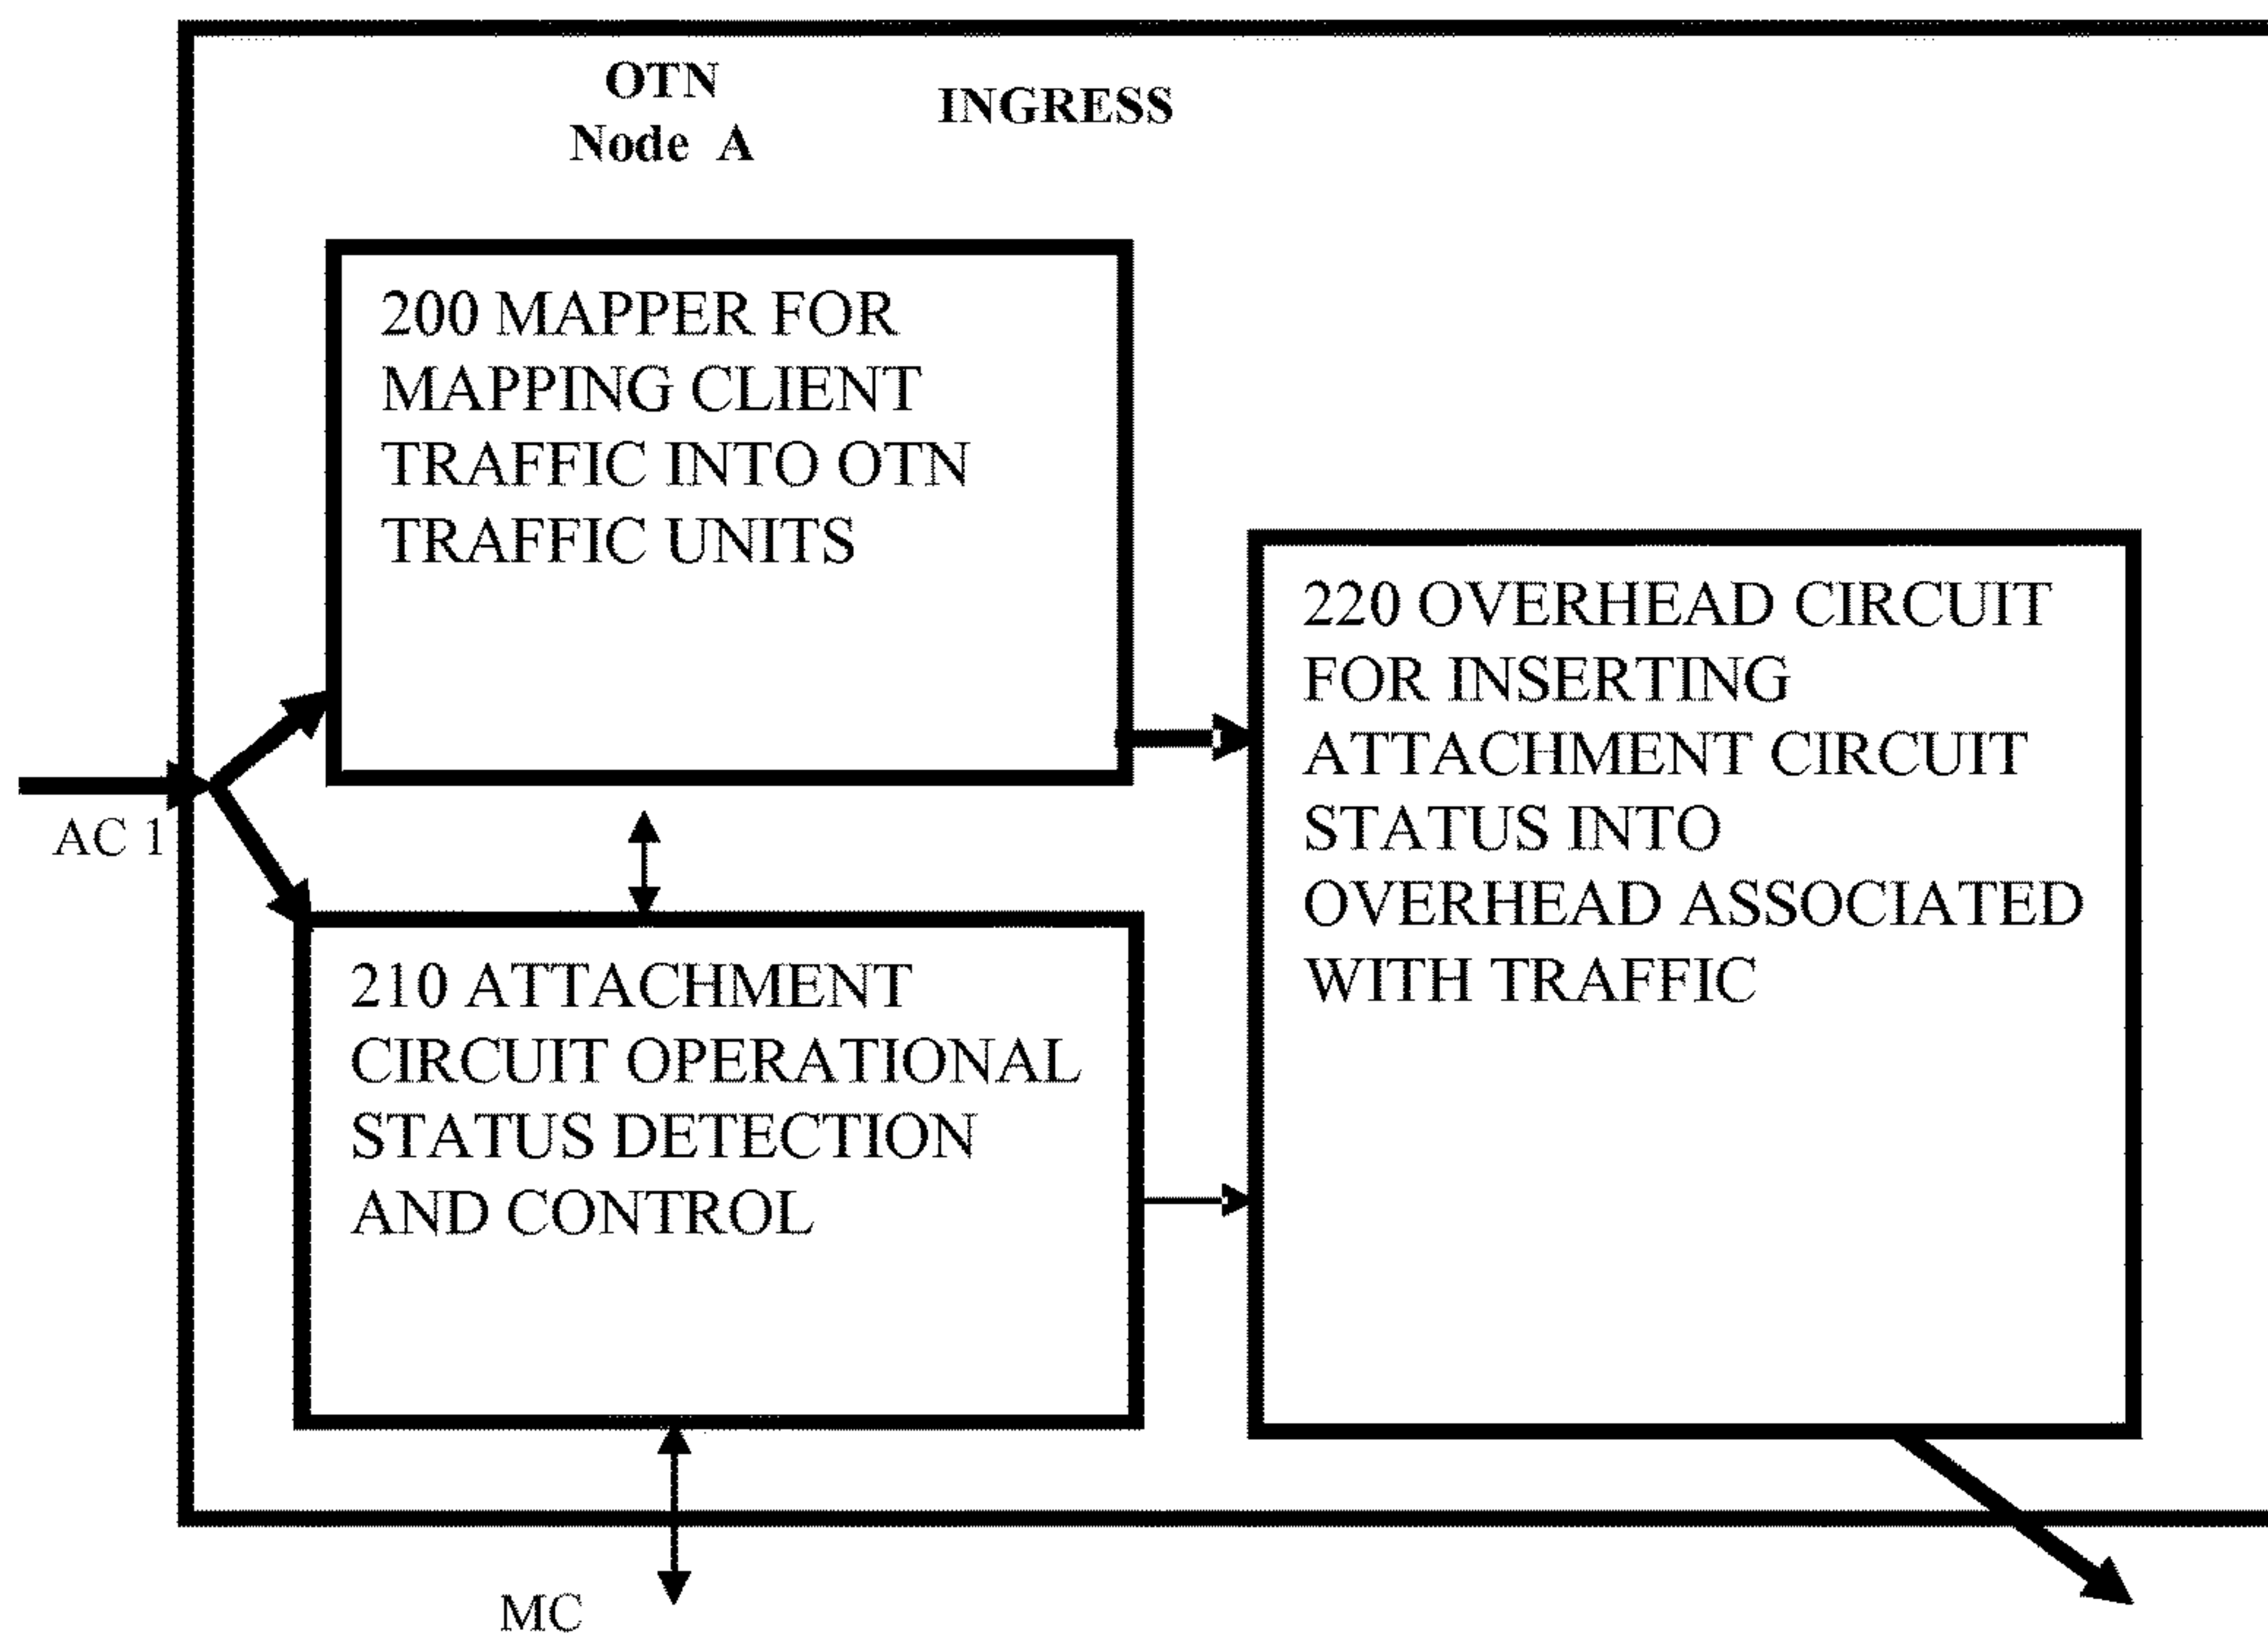 OTN
Node A
INGRESS
200 MAPPER FOR
MAPPING CLIENT
TRAFFIC INTO OTN
TRAFFIC UNITS
220 OVERHEAD CIRCUIT
FOR INSERTING
ATTACHMENT CIRCUIT
STATUS INTO
OVERHEAD ASSOCIATED
WITH TRAFFIC
AC 1
210 ATTACHMENT
CIRCUIT OPERATIONAL
STATUS DETECTION
AND CONTROL
MC